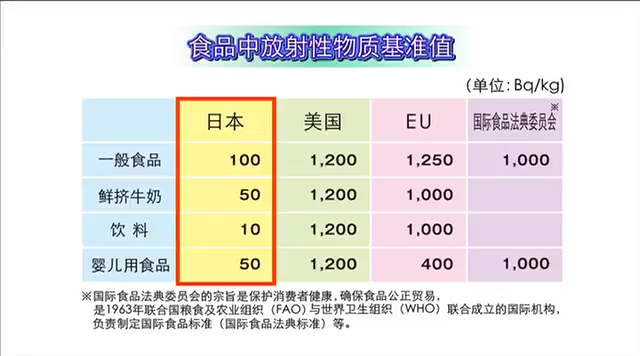 食品中放射性物质基准值
(单位:Bq/kg)
日本 美国 EU 国际食品法典委员会※
一般食品 100 1,200 1,250 1,000
鲜挤牛奶 50 1,200 1,000
饮料 10 1,200 1,000
婴儿用食品 50 1,200 400 1,000
※国际食品法典委员会的宗旨是保护消费者健康,确保食品公正贸易,
是1963年联合国粮食及农业组织(FAO)与世界卫生组织(WHO)联合成立的国际机构,
负责制定国际食品标准(国际食品法典标准)等。